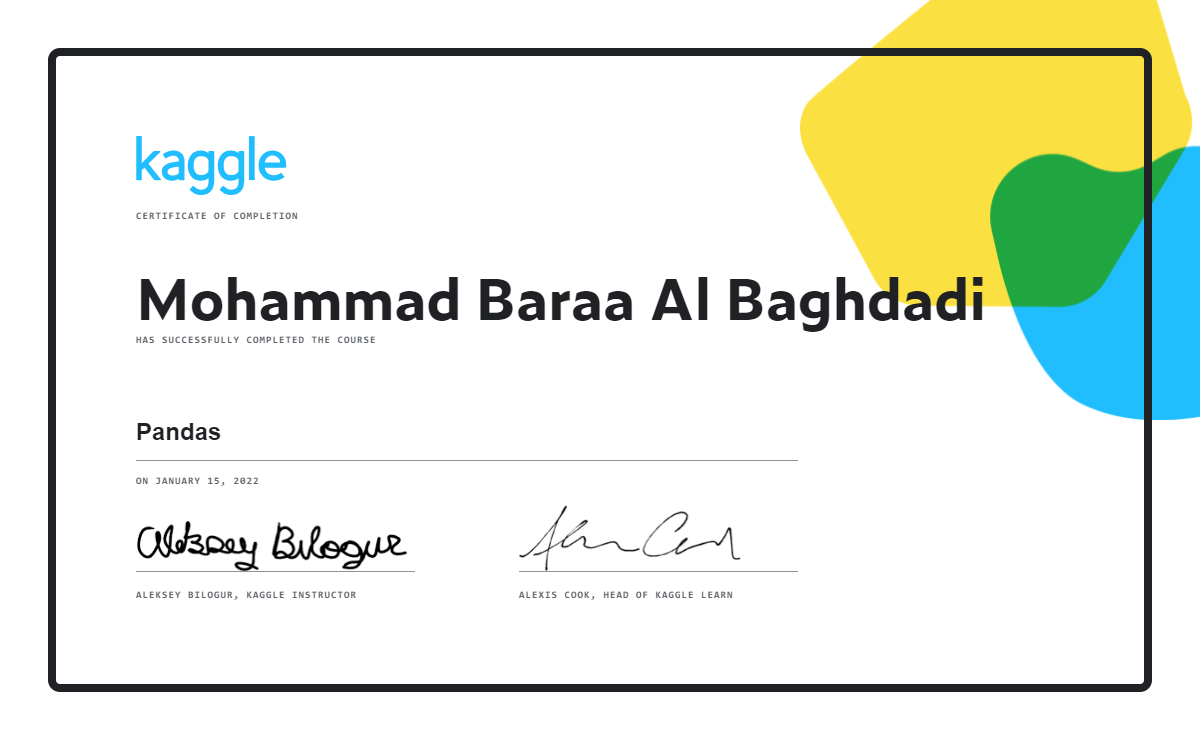 kaggle
CERTIFICATE OF COMPLETION
Mohammad Baraa Al Baghdadi
HAS SUCCESSFULLY COMPLETED THE COURSE
Pandas
ON JANUARY 15, 2022
Aleksey Bilogur
ALEKSEY BILOGUR, KAGGLE INSTRUCTOR
ALEXIS COOK, HEAD OF KAGGLE LEARN